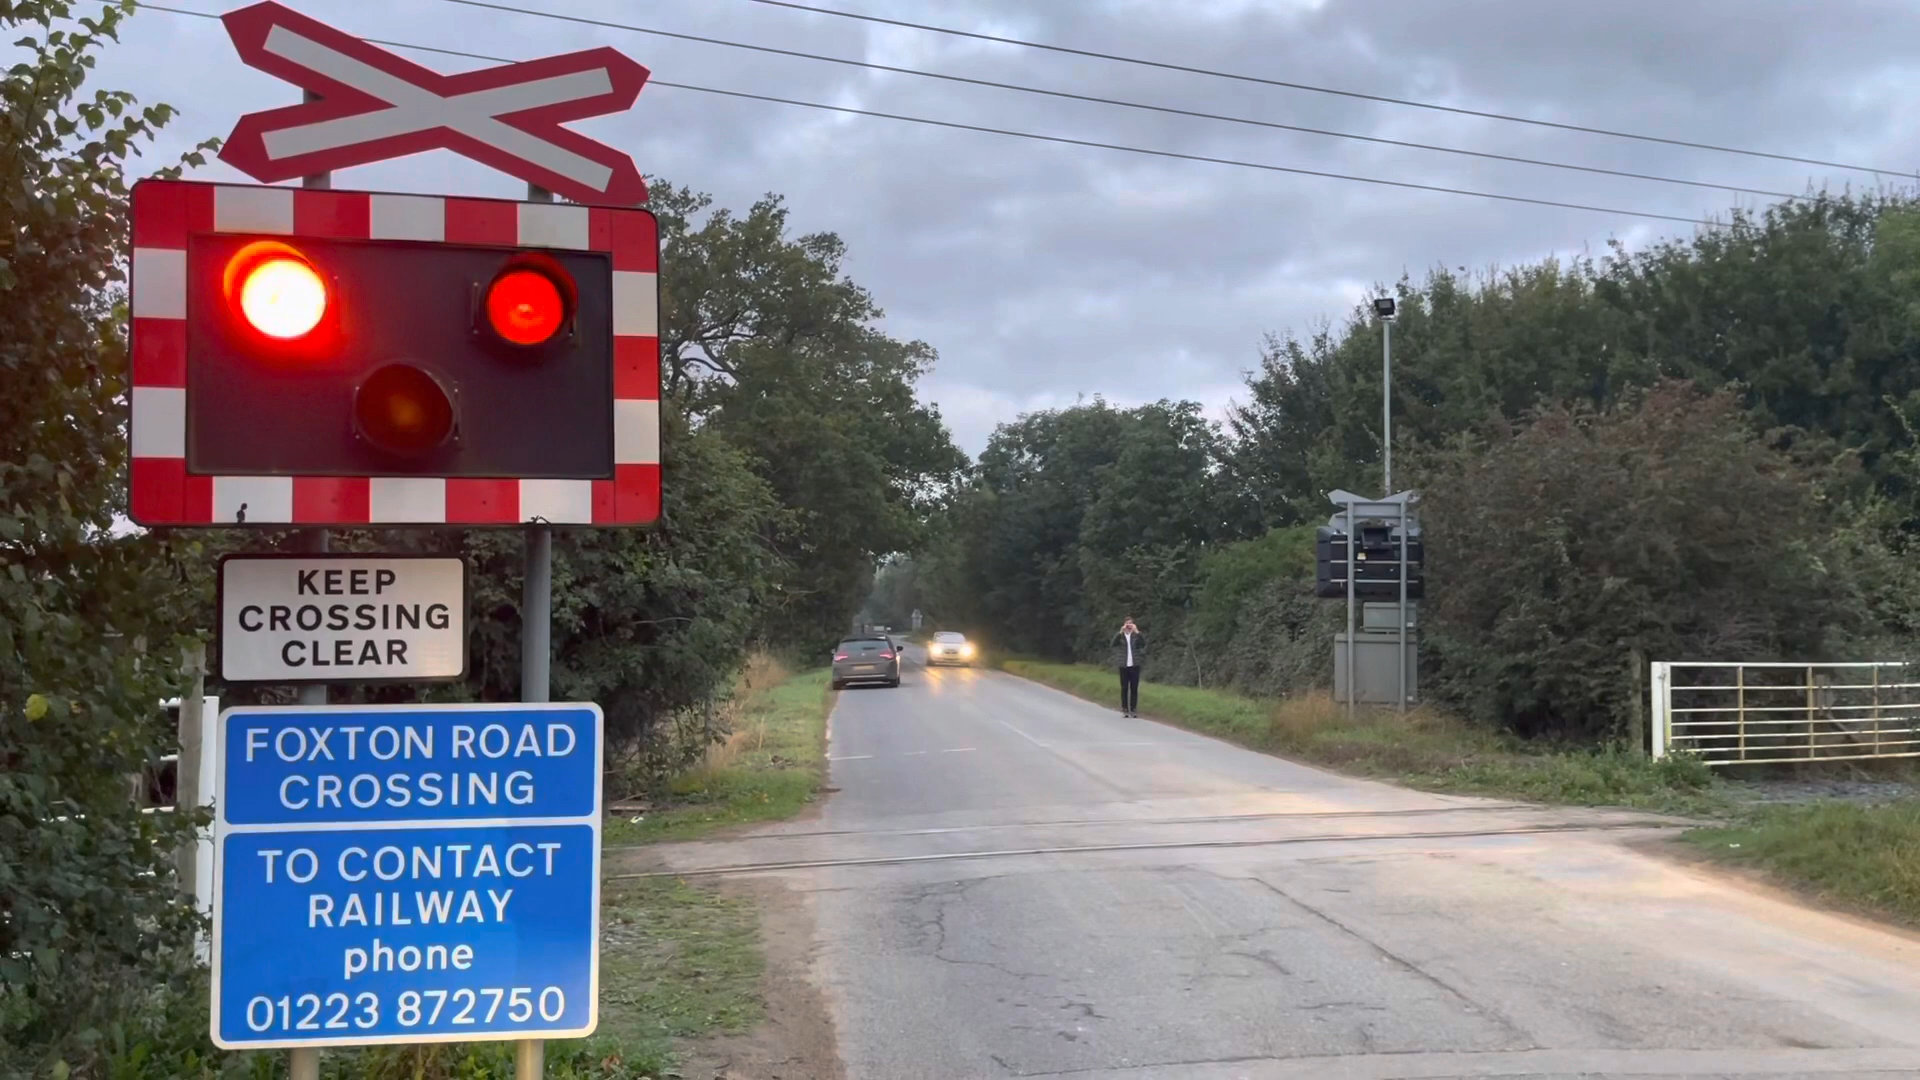 KEEP
CROSSING
CLEAR
FOXTON ROAD
CROSSING
TO CONTACT
RAILWAY
phone
01223 872750